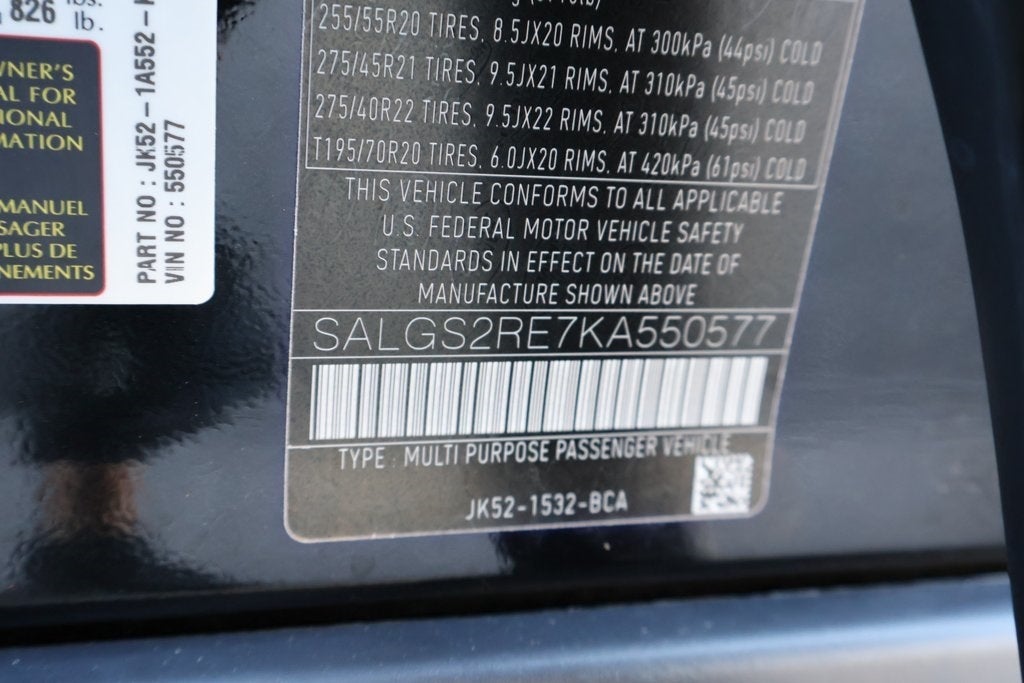 826 lb.
WNER'S
AL FOR
IONAL
MATION
MANUEL
SAGER
PLUS DE
NEMENTS
PART NO : JK52-1A552-
VIN NO : 550577
255/55R20 TIRES, 8.5JX20 RIMS, AT 300kPa (44psi) COLD
275/45R21 TIRES, 9.5JX21 RIMS, AT 310kPa (45psi) COLD
275/40R22 TIRES, 9.5JX22 RIMS, AT 310kPa (45psi) COLD
T195/70R20 TIRES, 6.0JX20 RIMS, AT 420kPa (61psi) COLD
THIS VEHICLE CONFORMS TO ALL APPLICABLE
U.S. FEDERAL MOTOR VEHICLE SAFETY
STANDARDS IN EFFECT ON THE DATE OF
MANUFACTURE SHOWN ABOVE
SALGS2RE7KA550577
TYPE : MULTI PURPOSE PASSENGER VEHICLE
JK52-1532-BCA